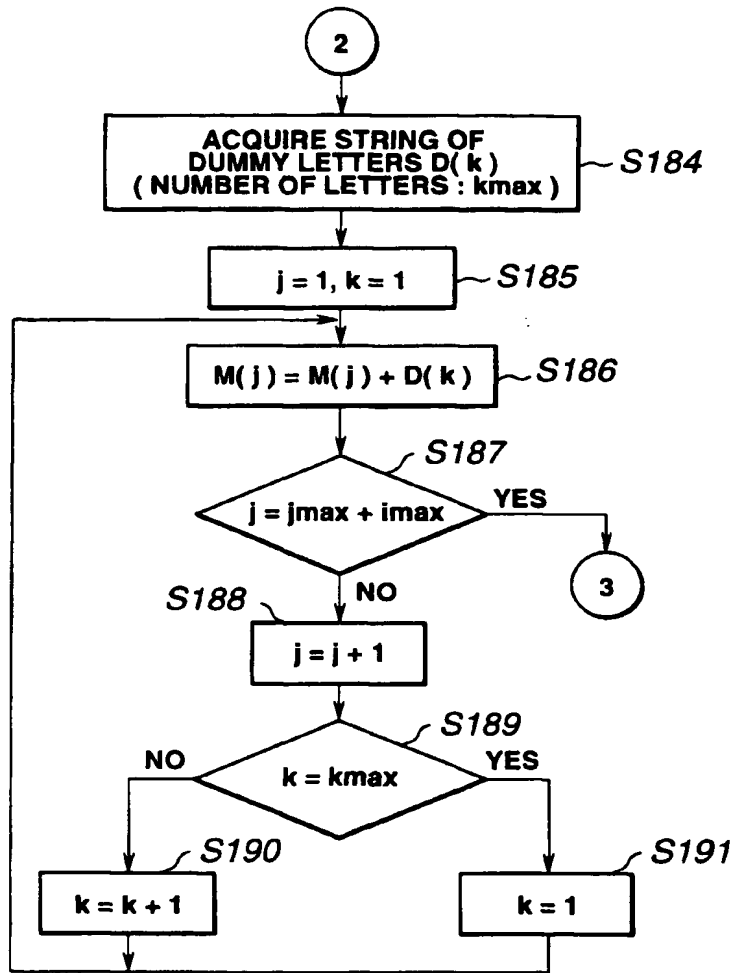 2
ACQUIRE STRING OF
DUMMY LETTERS D(k)
( NUMBER OF LETTERS : kmax )
S184
j = 1, k = 1
S185
M( j ) = M( j ) + D( k )
S186
S187
j = jmax + imax
YES
3
NO
S188
j = j + 1
S189
NO
k = kmax
YES
S190
k = k + 1
S191
k = 1